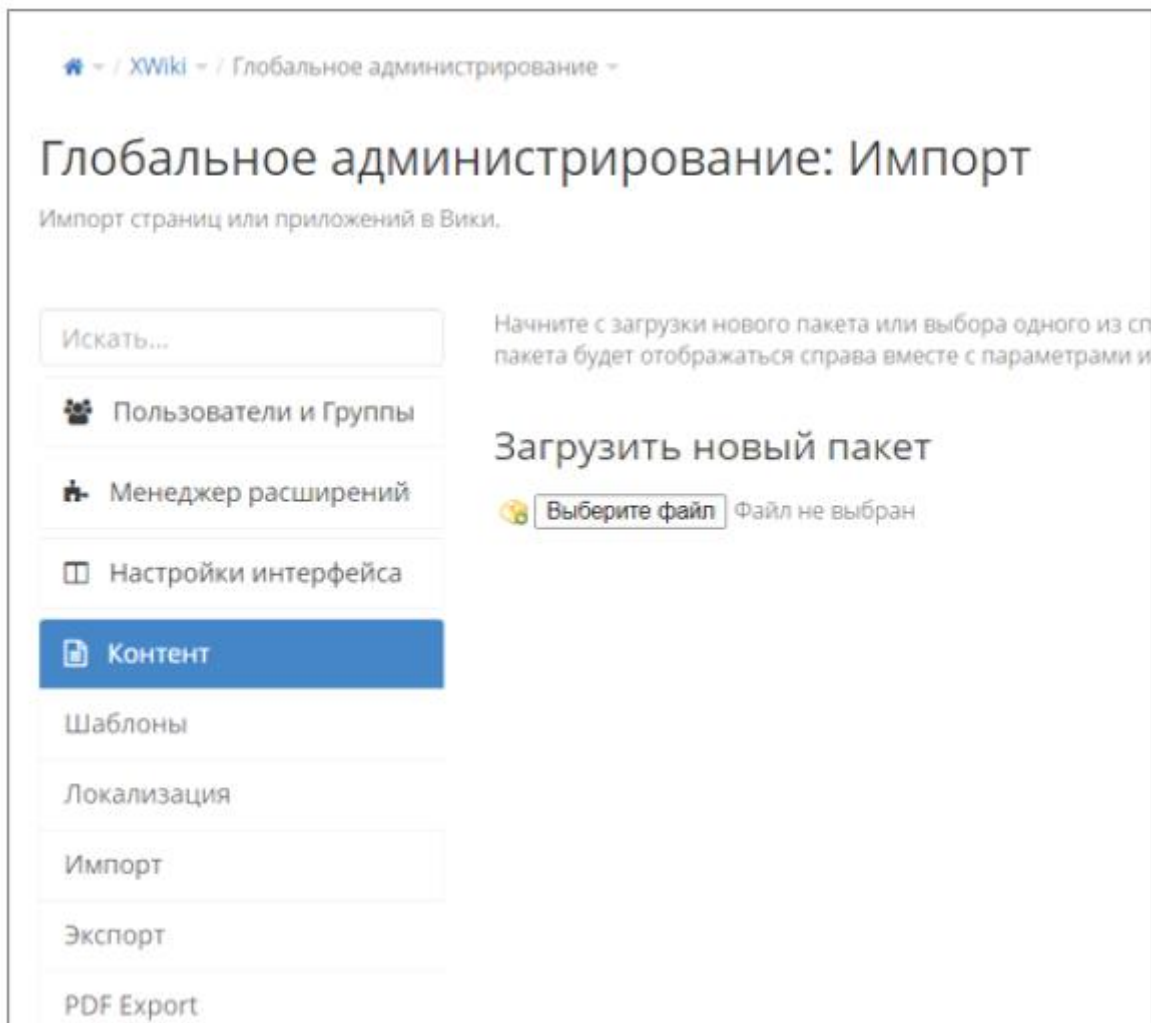 / XWiki / Глобальное администрирование
Глобальное администрирование: Импорт
Импорт страниц или приложений в Вики.
Искать...
Начните с загрузки нового пакета или выбора одного из сп
пакета будет отображаться справа вместе с параметрами и
Пользователи и Группы
Загрузить новый пакет
Менеджер расширений
Выберите файл Файл не выбран
Настройки интерфейса
Контент
Шаблоны
Локализация
Импорт
Экспорт
PDF Export